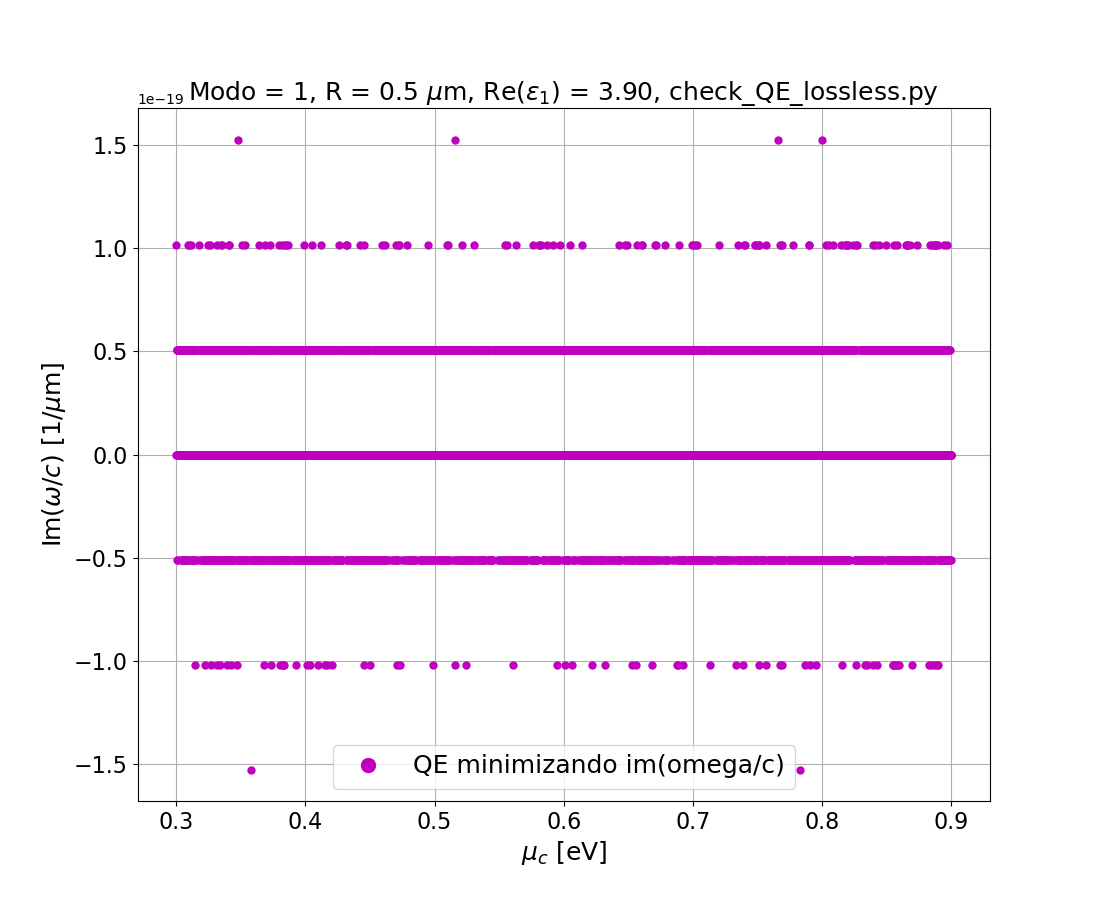 1e−19 Modo = 1, R = 0.5 μm, Re(ε₁) = 3.90, check_QE_lossless.py
1.5
1.0
0.5
0.0
−0.5
−1.0
−1.5
Im(ω/c) [1/μm]
QE minimizando im(omega/c)
0.3 0.4 0.5 0.6 0.7 0.8 0.9
μ_c [eV]